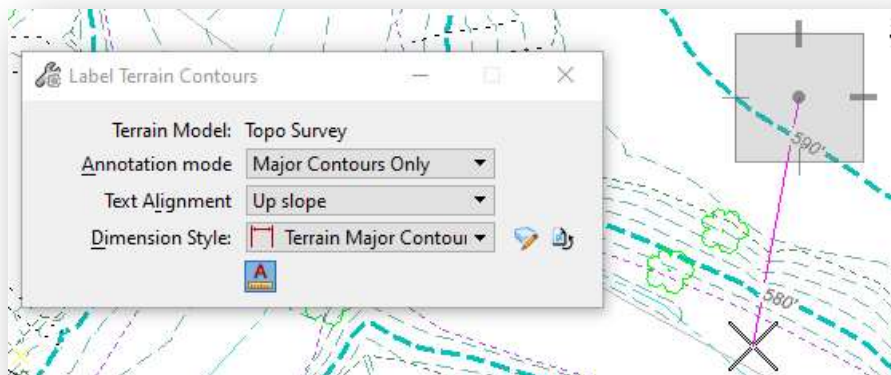 Label Terrain Contours
Terrain Model: Topo Survey
Annotation mode Major Contours Only
Text Alignment Up slope
Dimension Style: Terrain Major Contour
A
590'
580'